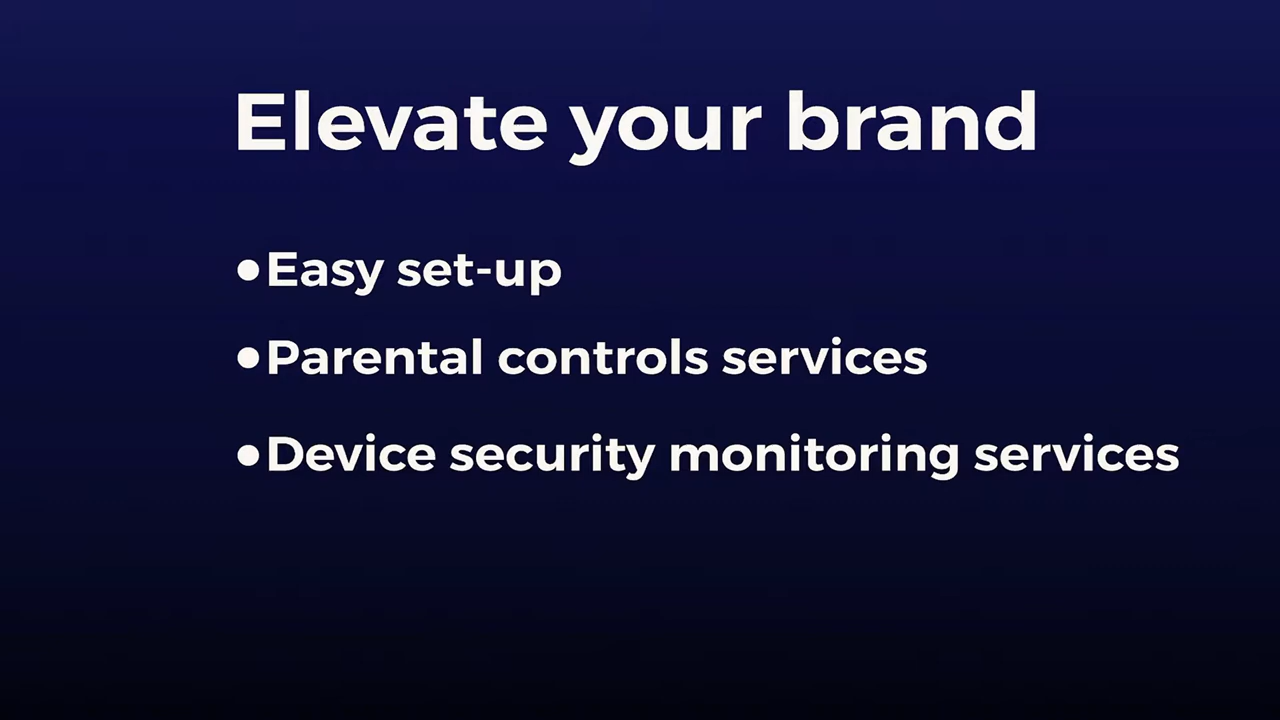 Elevate your brand
•Easy set-up
•Parental controls services
•Device security monitoring services